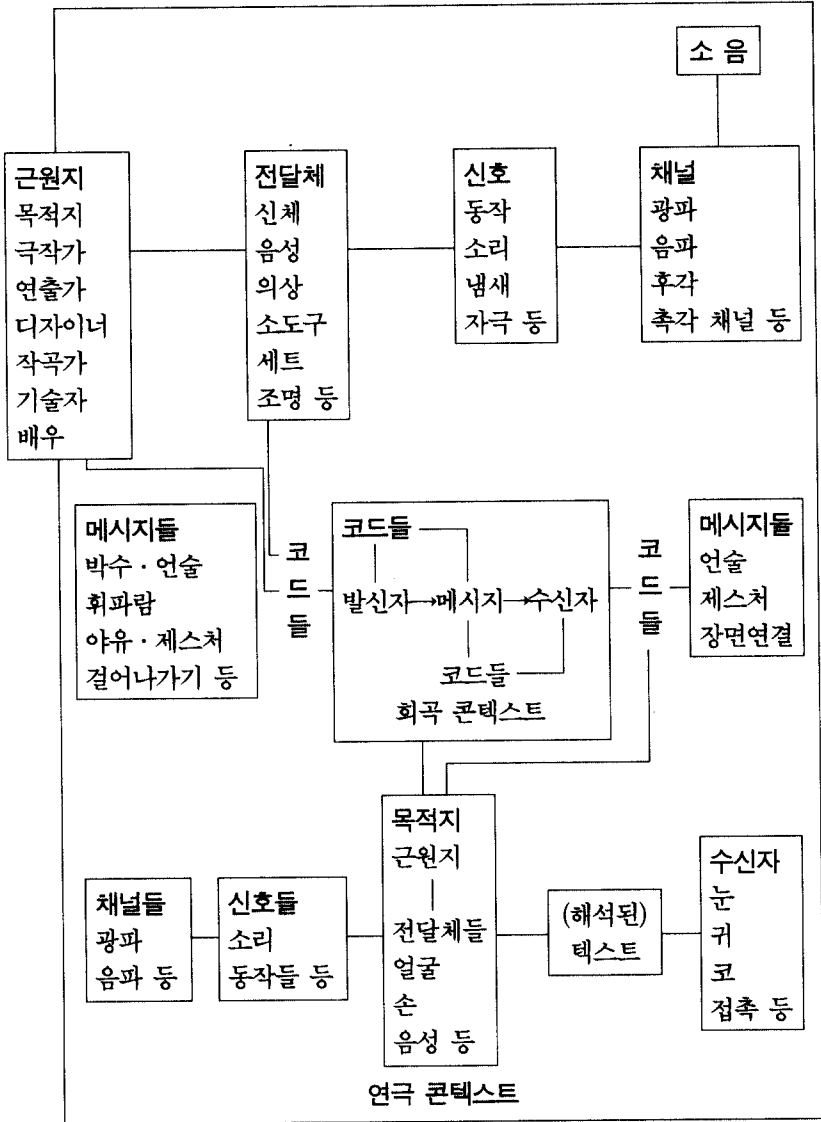 소 음
근원지
목적지
극작가
연출가
디자이너
작곡가
기술자
배우
전달체
신체
음성
의상
소도구
세트
조명 등
신호
동작
소리
냄새
자극 등
채널
광파
음파
후각
촉각 채널 등
메시지들
박수 · 언술
휘파람
야유 · 제스처
걸어나가기 등
코
드
들
코드들
발신자→메시지→수신자
코드들
희곡 콘텍스트
코
드
들
메시지들
언술
제스처
장면연결
채널들
광파
음파 등
신호들
소리
동작들 등
목적지
근원지
전달체들
얼굴
손
음성 등
(해석된)
텍스트
수신자
눈
귀
코
접촉 등
연극 콘텍스트